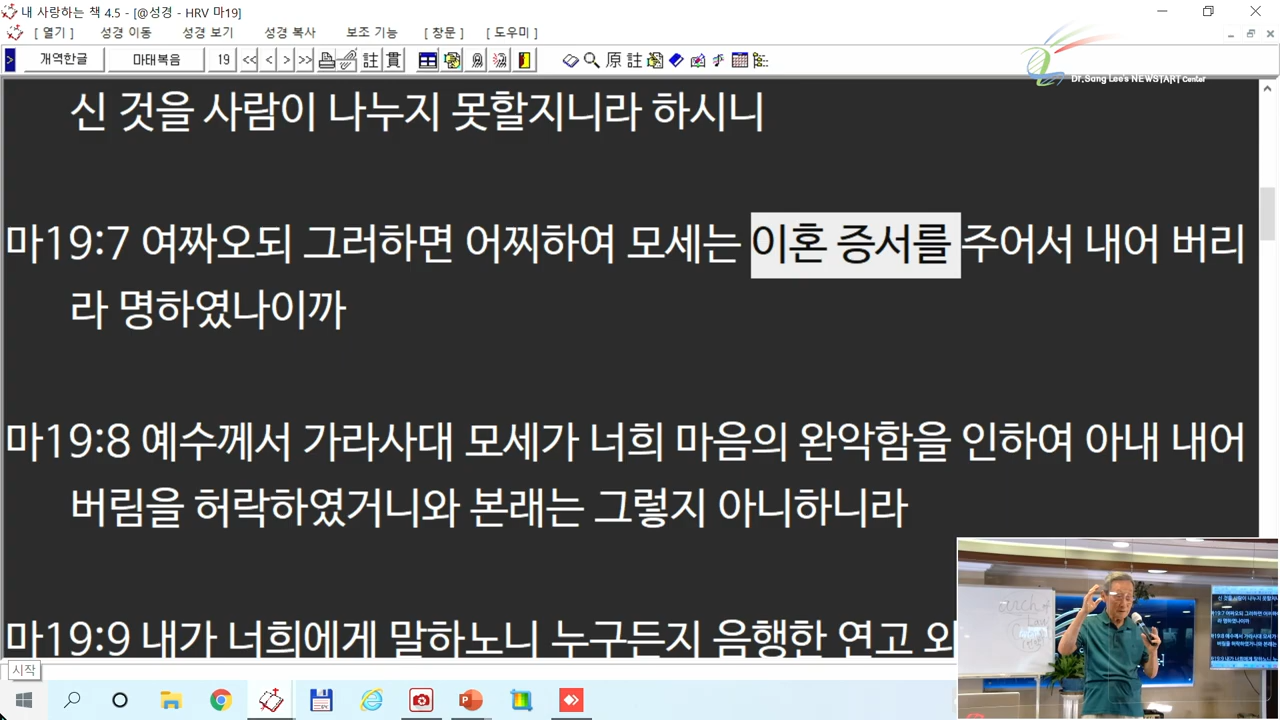 내 사랑하는 책 4.5 - [@성경 - HRV 마19]
[ 열기 ] 성경 이동 성경 보기 성경 복사 보조 기능 [ 창문 ] [ 도우미 ]
개역한글 마태복음 19 << < > >> 註 貫 原 註
Dr.Sang Lee's NEWSTART Center
신 것을 사람이 나누지 못할지니라 하시니
마19:7 여짜오되 그러하면 어찌하여 모세는 이혼 증서를 주어서 내어 버리
라 명하였나이까
마19:8 예수께서 가라사대 모세가 너희 마음의 완악함을 인하여 아내 내어
버림을 허락하였거니와 본래는 그렇지 아니하니라
마19:9 내가 너희에게 말하노니 누구든지 음행한 연고 외
시작